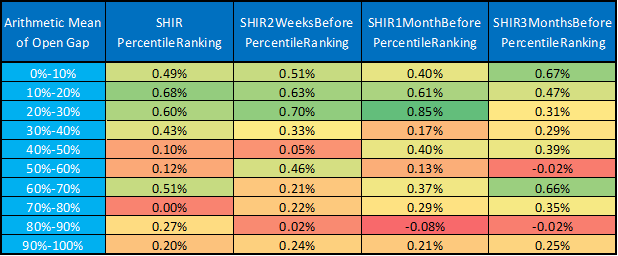 Arithmetic Mean of Open Gap SHIR PercentileRanking SHIR2WeeksBefore PercentileRanking SHIR1MonthBefore PercentileRanking SHIR3MonthsBefore PercentileRanking
0%-10% 0.49% 0.51% 0.40% 0.67%
10%-20% 0.68% 0.63% 0.61% 0.47%
20%-30% 0.60% 0.70% 0.85% 0.31%
30%-40% 0.43% 0.33% 0.17% 0.29%
40%-50% 0.10% 0.05% 0.40% 0.39%
50%-60% 0.12% 0.46% 0.13% -0.02%
60%-70% 0.51% 0.21% 0.37% 0.66%
70%-80% 0.00% 0.22% 0.29% 0.35%
80%-90% 0.27% 0.02% -0.08% -0.02%
90%-100% 0.20% 0.24% 0.21% 0.25%